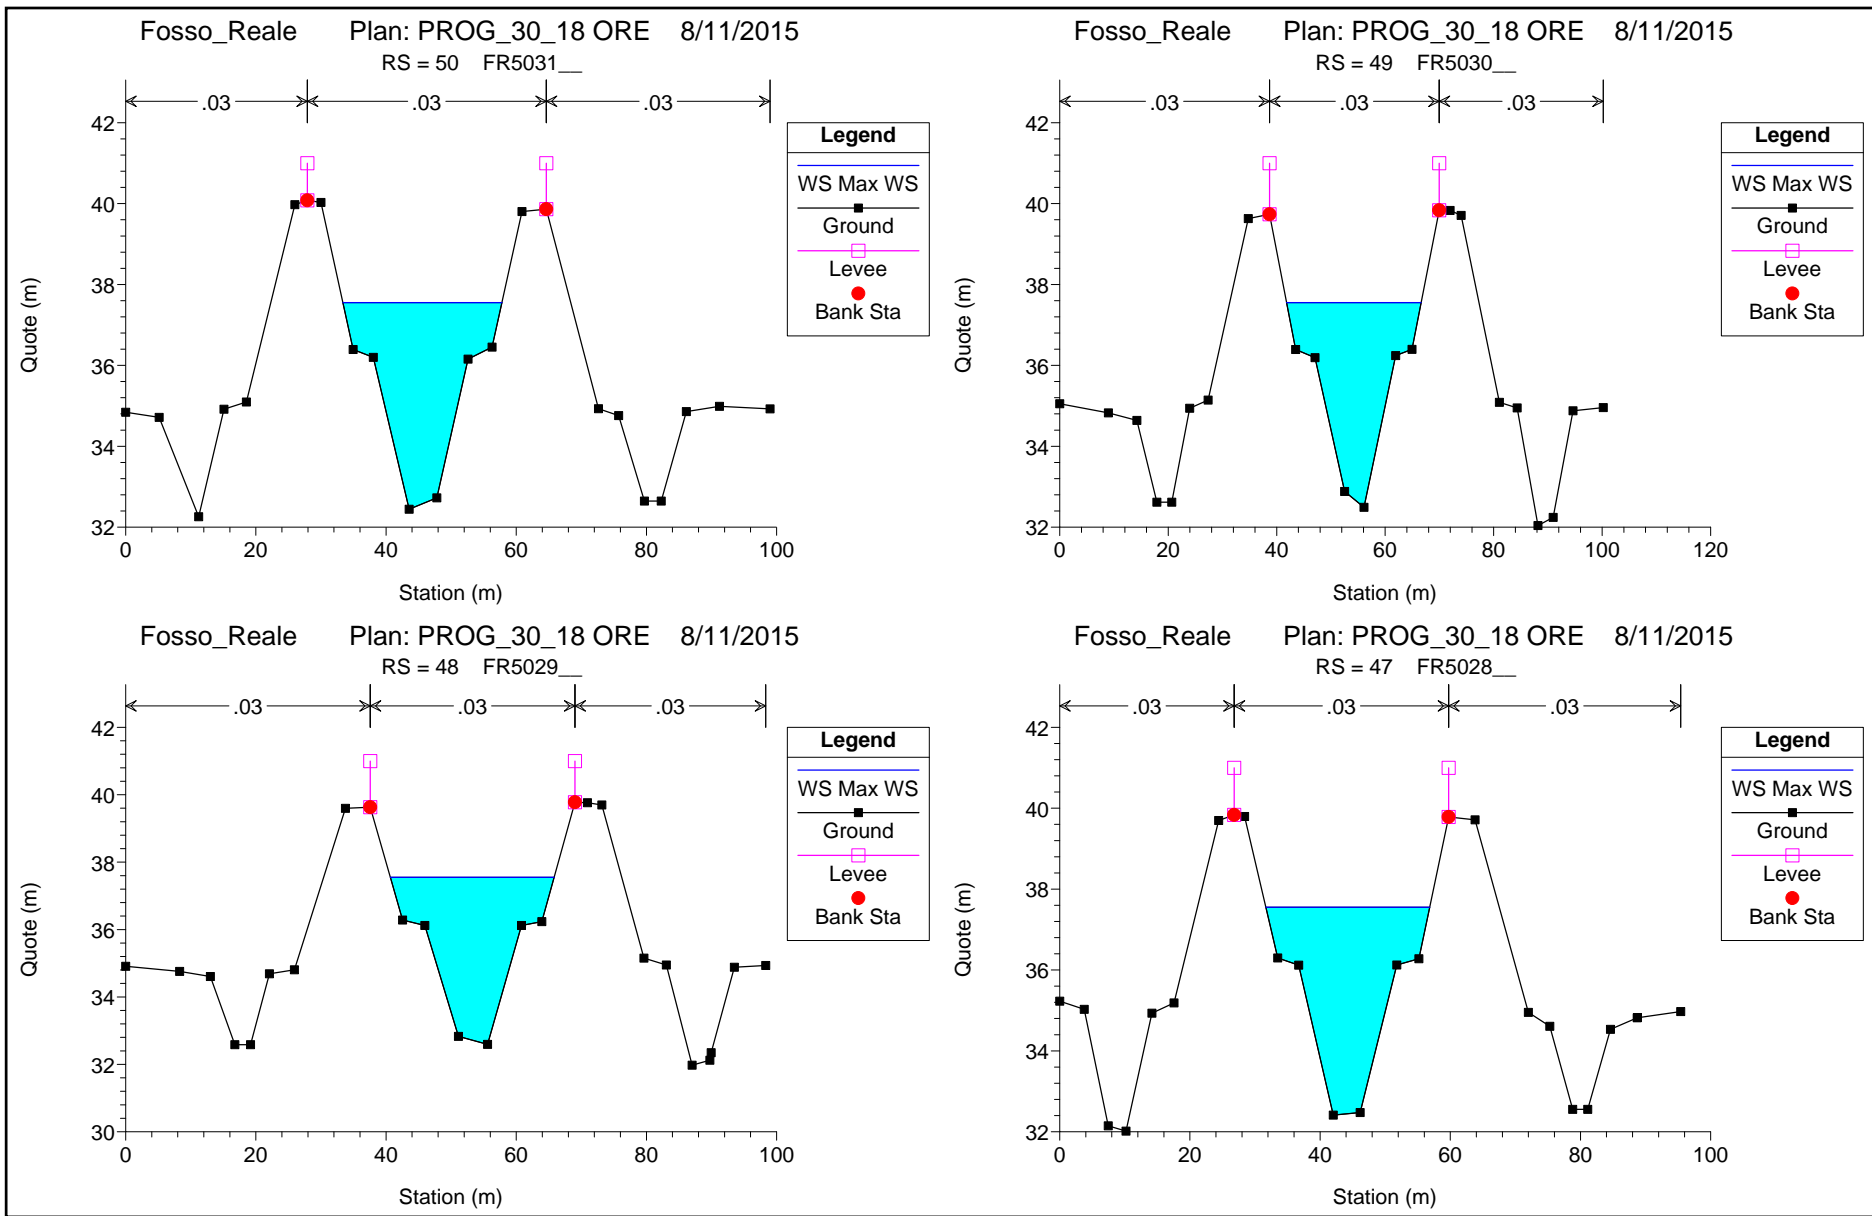 Fosso_Reale Plan: PROG_30_18 ORE 8/11/2015
RS = 50 FR5031__
.03 .03 .03
42
40
38
36
34
32
0 20 40 60 80 100
Quote (m)
Station (m)
Legend
WS Max WS
Ground
Levee
Bank Sta
Fosso_Reale Plan: PROG_30_18 ORE 8/11/2015
RS = 49 FR5030__
.03 .03 .03
42
40
38
36
34
32
0 20 40 60 80 100 120
Quote (m)
Station (m)
Legend
WS Max WS
Ground
Levee
Bank Sta
Fosso_Reale Plan: PROG_30_18 ORE 8/11/2015
RS = 48 FR5029__
.03 .03 .03
42
40
38
36
34
32
30
0 20 40 60 80 100
Quote (m)
Station (m)
Legend
WS Max WS
Ground
Levee
Bank Sta
Fosso_Reale Plan: PROG_30_18 ORE 8/11/2015
RS = 47 FR5028__
.03 .03 .03
42
40
38
36
34
32
0 20 40 60 80 100
Quote (m)
Station (m)
Legend
WS Max WS
Ground
Levee
Bank Sta